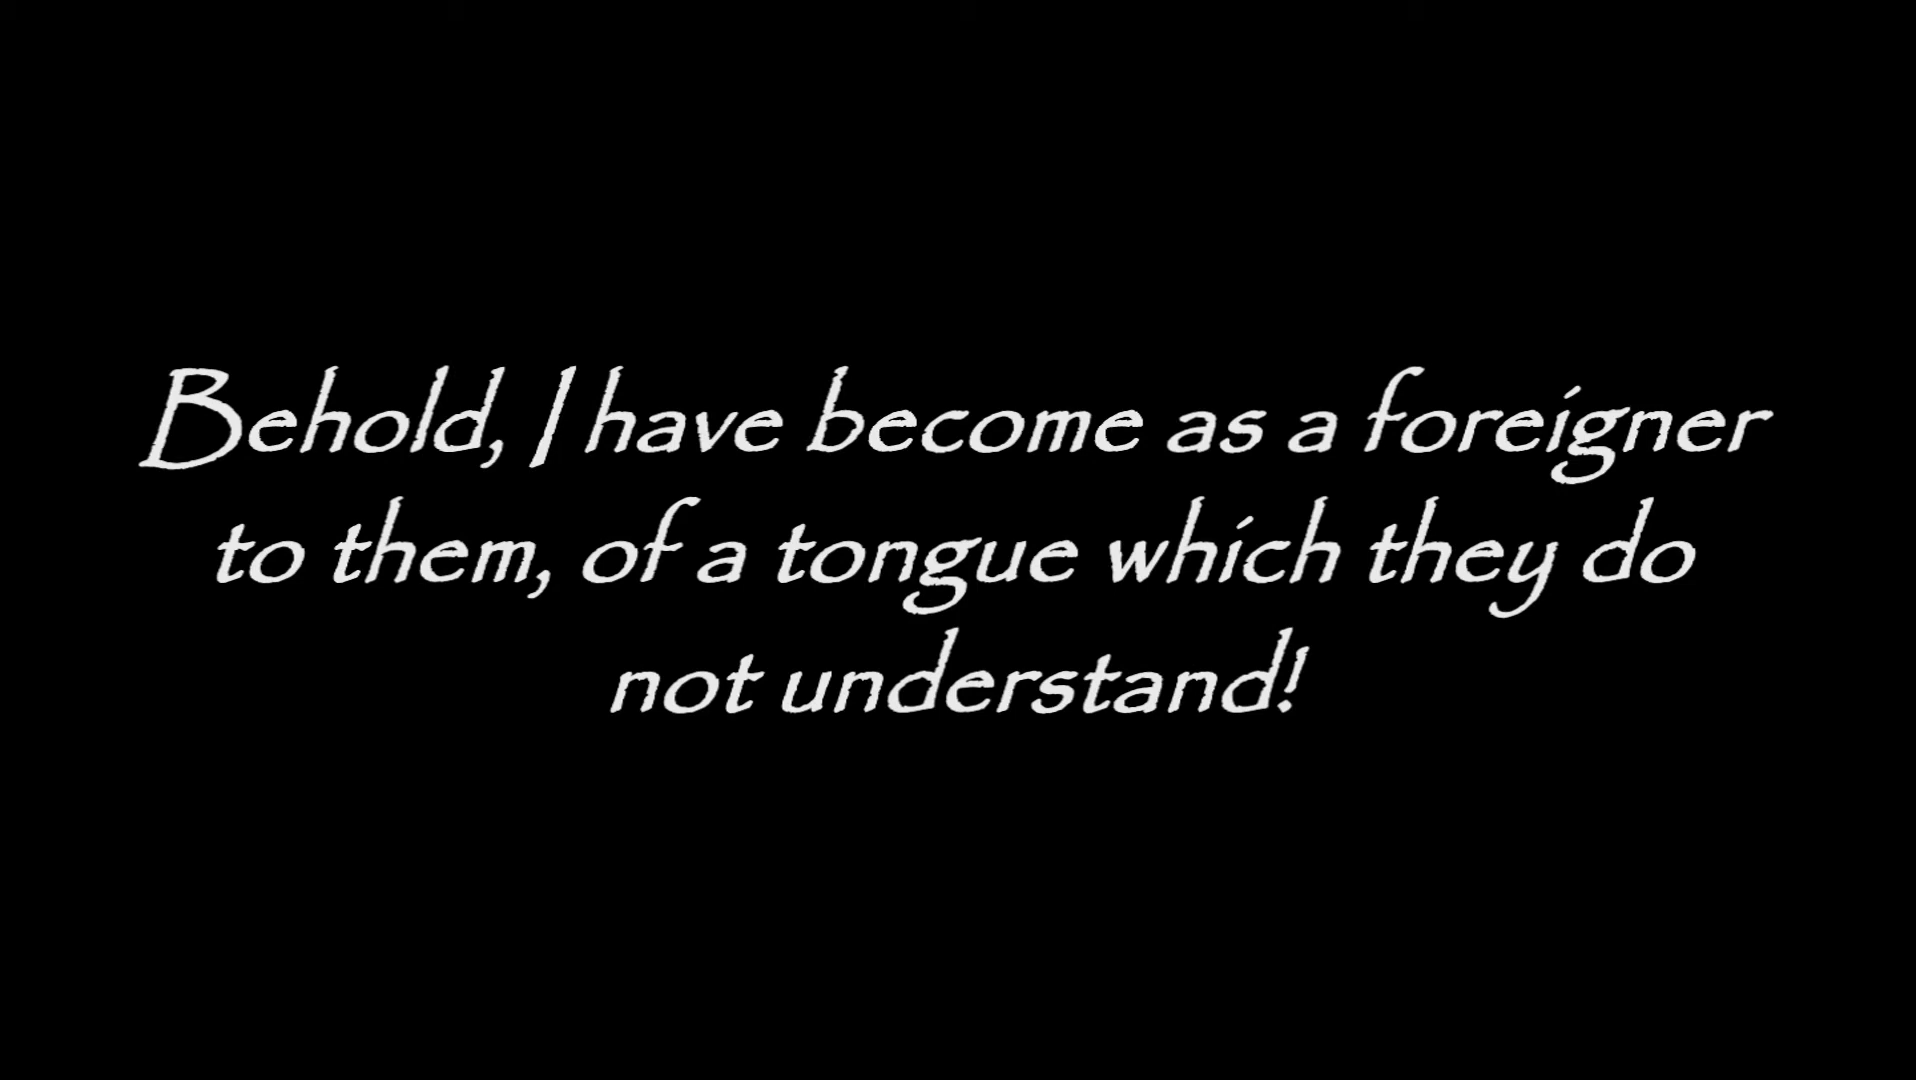 Behold, I have become as a foreigner
to them, of a tongue which they do
not understand!